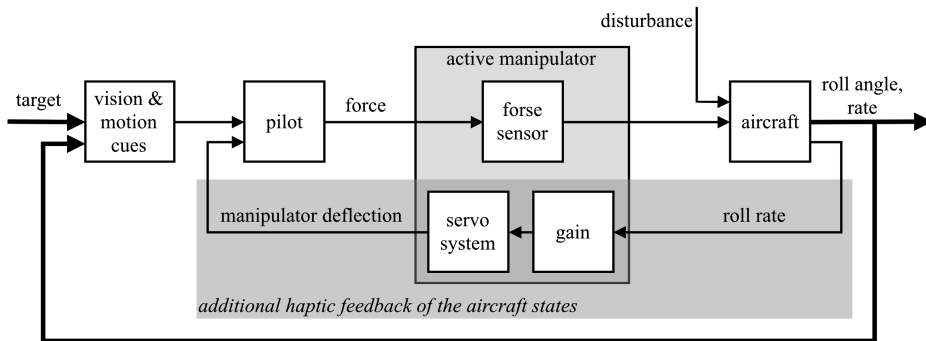 disturbance
active manipulator
target
vision &
motion
cues
pilot
force
forse
sensor
aircraft
roll angle,
rate
manipulator deflection
servo
system
gain
roll rate
additional haptic feedback of the aircraft states